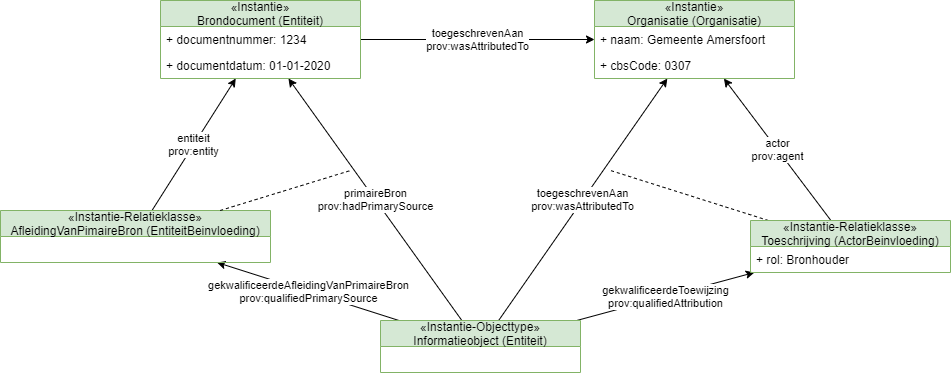 «Instantie»
Brondocument (Entiteit)
+ documentnummer: 1234
+ documentdatum: 01-01-2020
toegeschrevenAan
prov:wasAttributedTo
«Instantie»
Organisatie (Organisatie)
+ naam: Gemeente Amersfoort
+ cbsCode: 0307
entiteit
prov:entity
primaireBron
prov:hadPrimarySource
toegeschrevenAan
prov:wasAttributedTo
actor
prov:agent
«Instantie-Relatieklasse»
AfleidingVanPimaireBron (EntiteitBeinvloeding)
«Instantie-Relatieklasse»
Toeschrijving (ActorBeinvloeding)
+ rol: Bronhouder
gekwalificeerdeAfleidingVanPrimaireBron
prov:qualifiedPrimarySource
gekwalificeerdeToewijzing
prov:qualifiedAttribution
«Instantie-Objecttype»
Informatieobject (Entiteit)